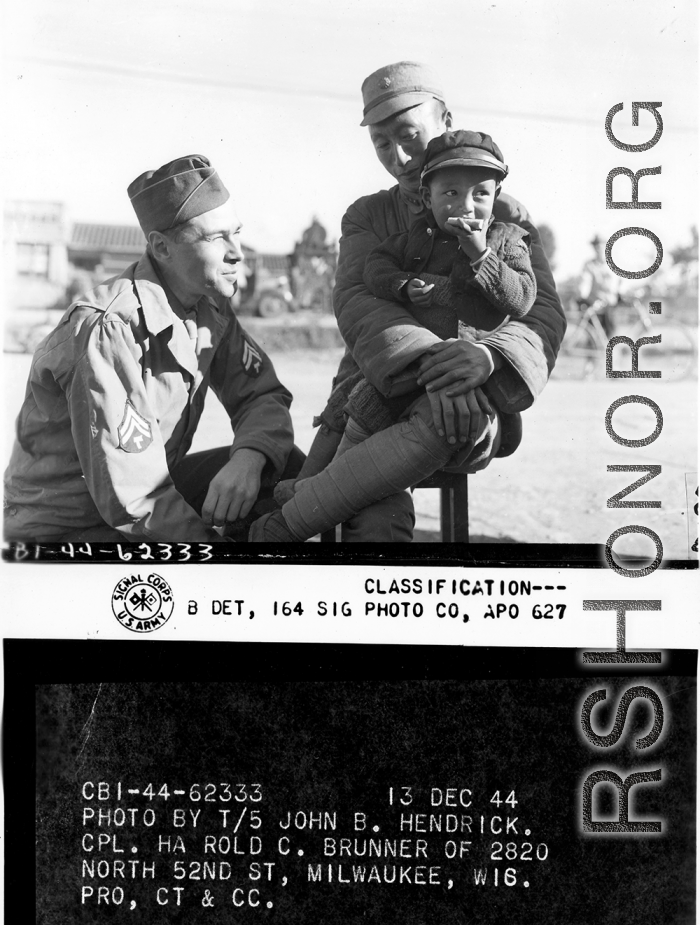 RSHONOR.ORG
CBI-44-62333
CLASSIFICATION---
SIGNAL CORPS
U.S. ARMY
B DET, 164 SIG PHOTO CO, APO 627
CBI-44-62333 13 DEC 44
PHOTO BY T/5 JOHN B. HENDRICK.
CPL. HA ROLD C. BRUNNER OF 2820
NORTH 52ND ST, MILWAUKEE, WIS.
PRO, CT & CC.